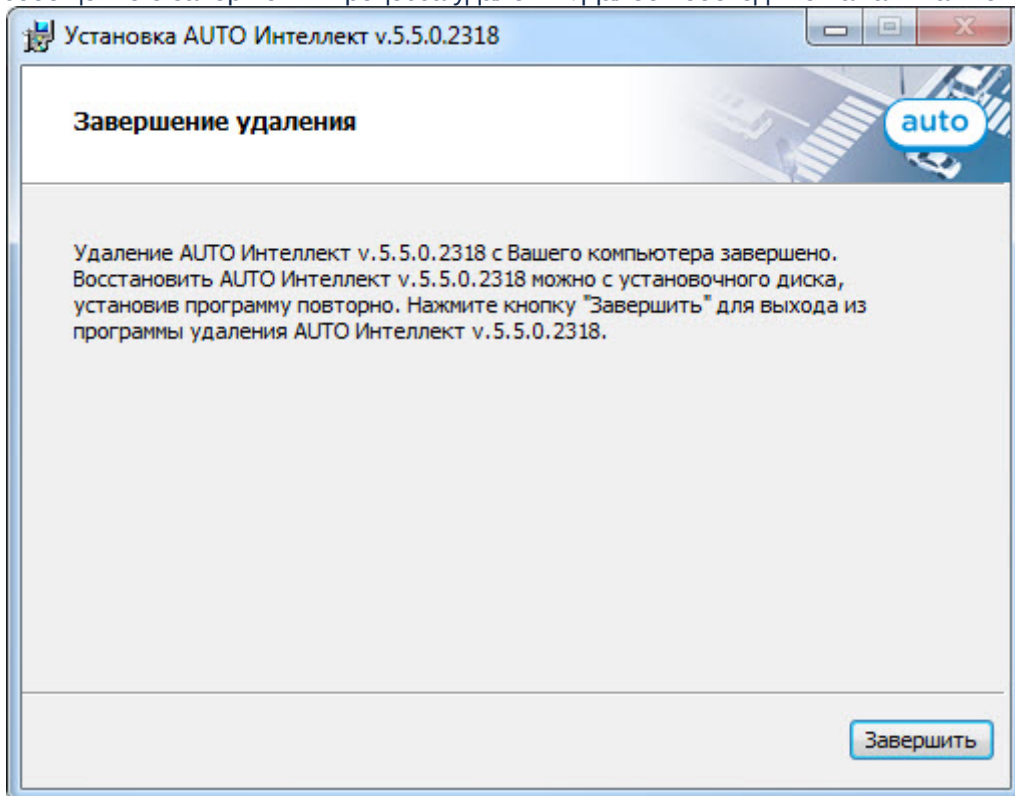 Установка AUTO Интеллект v.5.5.0.2318
Завершение удаления
auto
Удаление AUTO Интеллект v.5.5.0.2318 с Вашего компьютера завершено.
Восстановить AUTO Интеллект v.5.5.0.2318 можно с установочного диска,
установив программу повторно. Нажмите кнопку "Завершить" для выхода из
программы удаления AUTO Интеллект v.5.5.0.2318.
Завершить